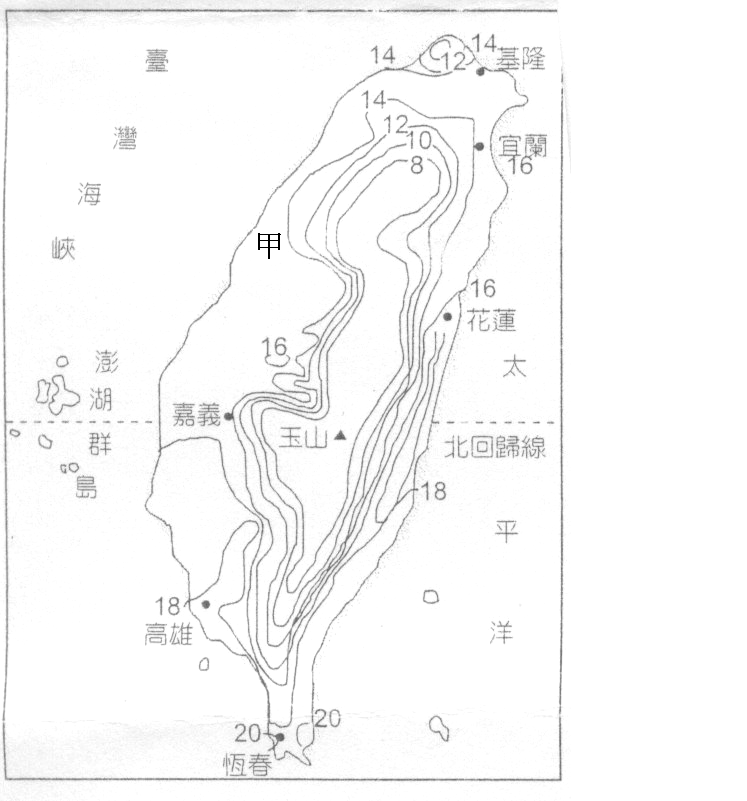 臺灣海峽
14
14
12
基隆
14
12
10
8
宜蘭
16
甲
16
花蓮
16
太平洋
澎湖群島
嘉義
玉山
北回歸線
18
18
高雄
20
20
恆春